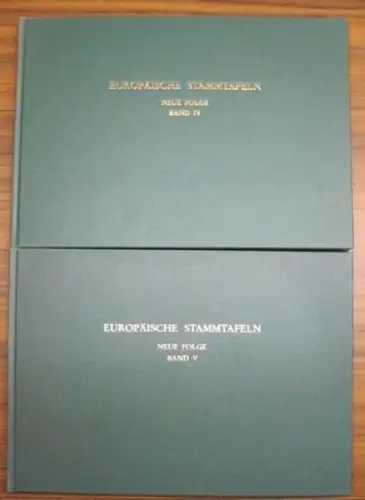 EUROPÄISCHE STAMMTAFELN
NEUE FOLGE
BAND IV
EUROPÄISCHE STAMMTAFELN
NEUE FOLGE
BAND V